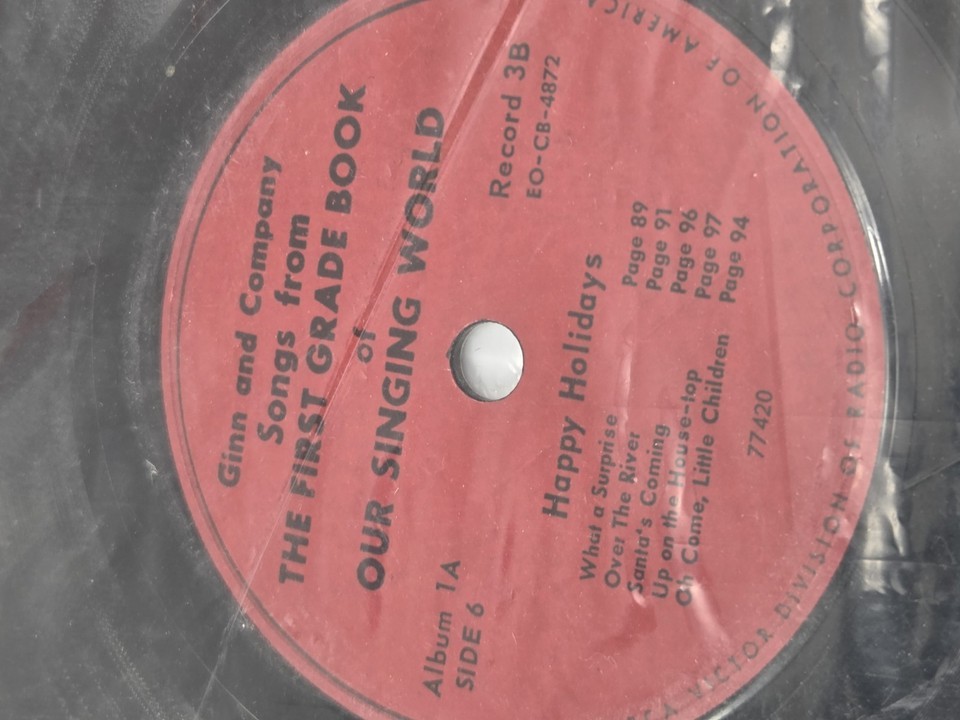 Ginn and Company
Songs from
THE FIRST GRADE BOOK
of
OUR SINGING WORLD
Album 1A
SIDE 6
Record 3B
EO-CB-4872
Happy Holidays
What a Surprise Page 89
Over The River Page 91
Santa's Coming Page 96
Up on the House-top Page 97
Oh Come, Little Children Page 94
77420
VICTOR DIVISION OF RADIO CORPORATION OF AMERICA